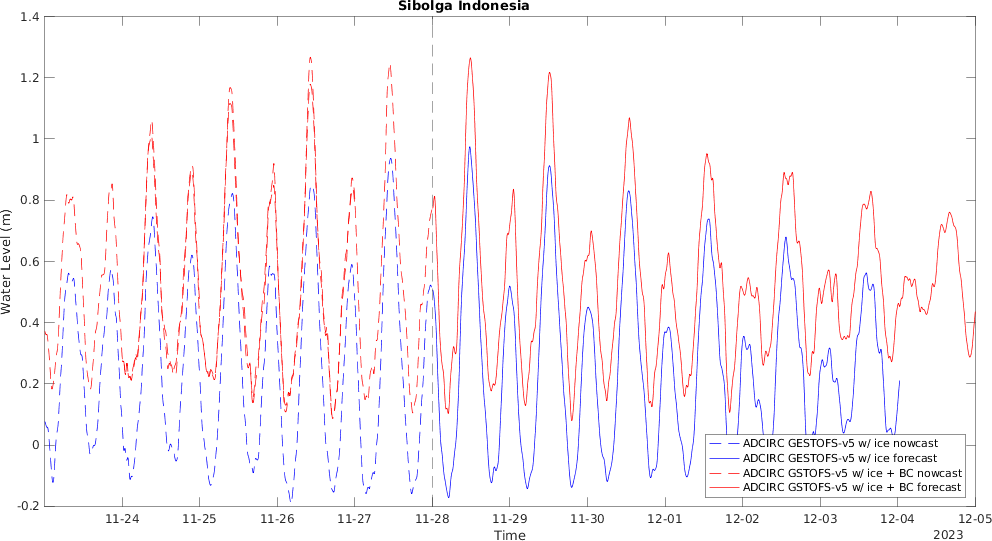 Sibolga Indonesia
1.4
1.2
1
0.8
0.6
0.4
0.2
0
-0.2
Water Level (m)
11-24 11-25 11-26 11-27 11-28 11-29 11-30 12-01 12-02 12-03 12-04 12-05
Time
2023
ADCIRC GESTOFS-v5 w/ ice nowcast
ADCIRC GESTOFS-v5 w/ ice forecast
ADCIRC GSTOFS-v5 w/ ice + BC nowcast
ADCIRC GSTOFS-v5 w/ ice + BC forecast